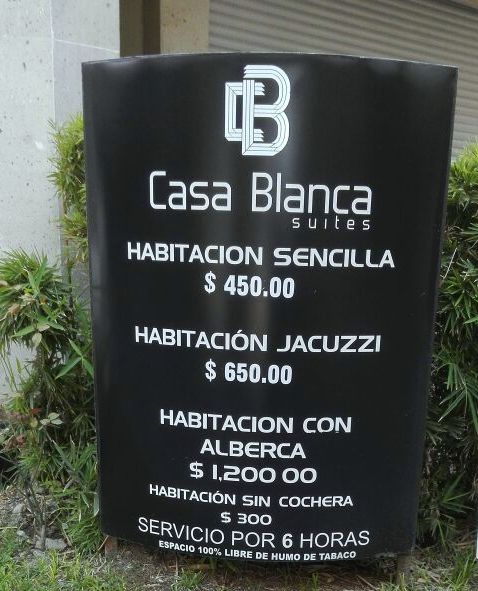 CB
Casa Blanca
suites
HABITACION SENCILLA
$ 450.00
HABITACIÓN JACUZZI
$ 650.00
HABITACION CON
ALBERCA
$ 1,200 00
HABITACIÓN SIN COCHERA
$ 300
SERVICIO POR 6 HORAS
ESPACIO 100% LIBRE DE HUMO DE TABACO